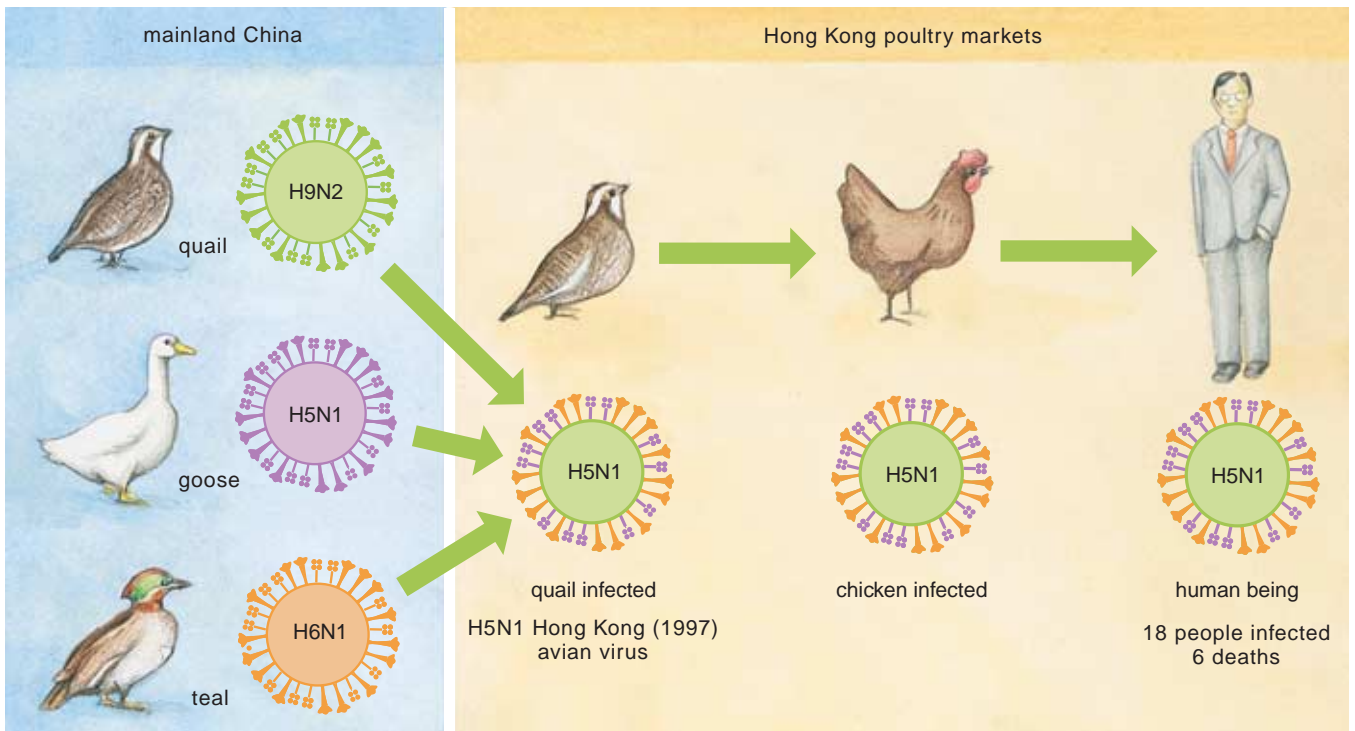 mainland China
Hong Kong poultry markets
H9N2
quail
H5N1
goose
H6N1
teal
H5N1
H5N1
H5N1
quail infected
H5N1 Hong Kong (1997)
avian virus
chicken infected
human being
18 people infected
6 deaths